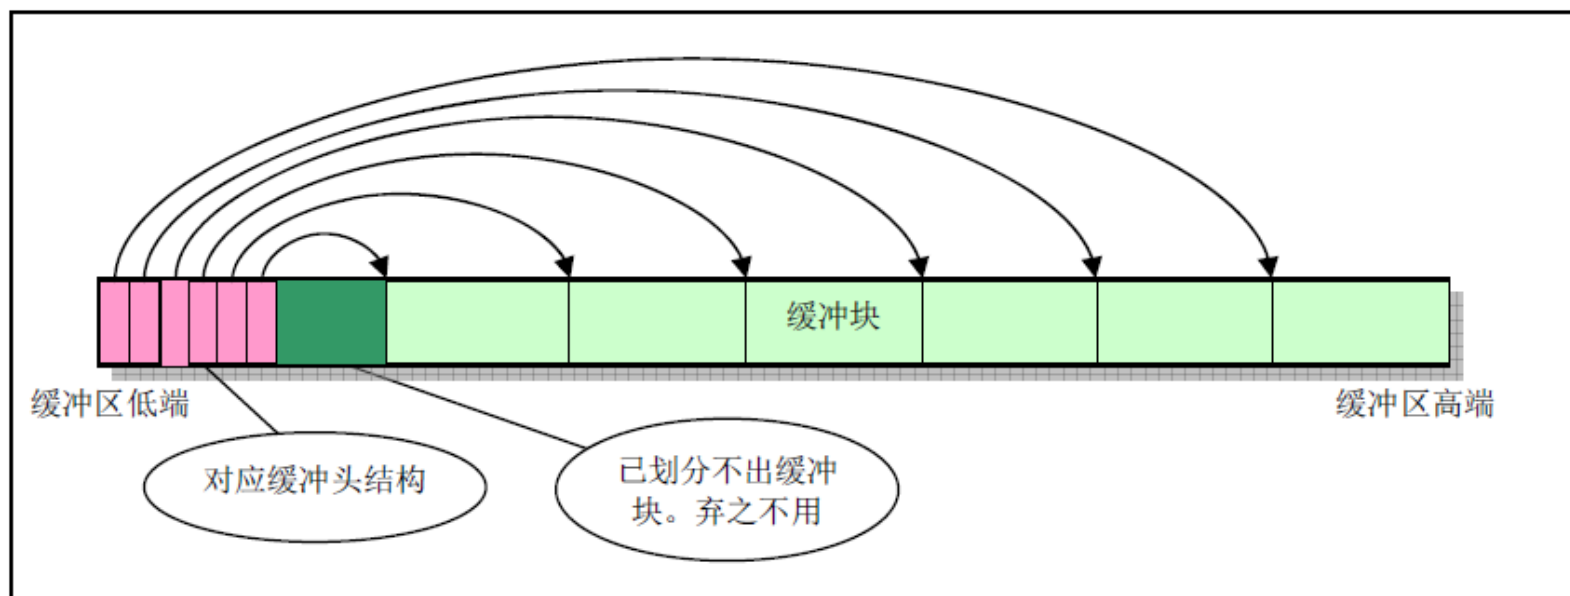 缓冲块
缓冲区低端
缓冲区高端
对应缓冲头结构
已划分不出缓冲
块。弃之不用